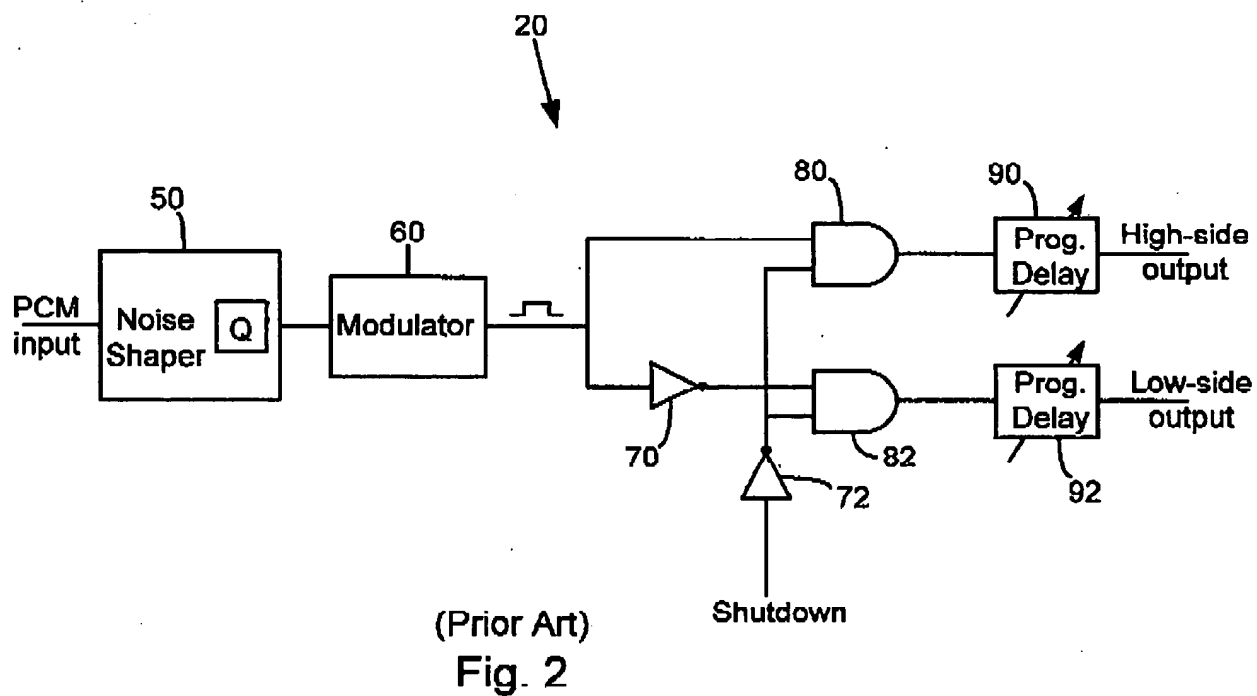 20
50
60
80
90
PCM
input
Noise
Shaper
Q
Modulator
Prog.
Delay
High-side
output
70
82
72
Prog.
Delay
92
Low-side
output
Shutdown
(Prior Art)
Fig. 2